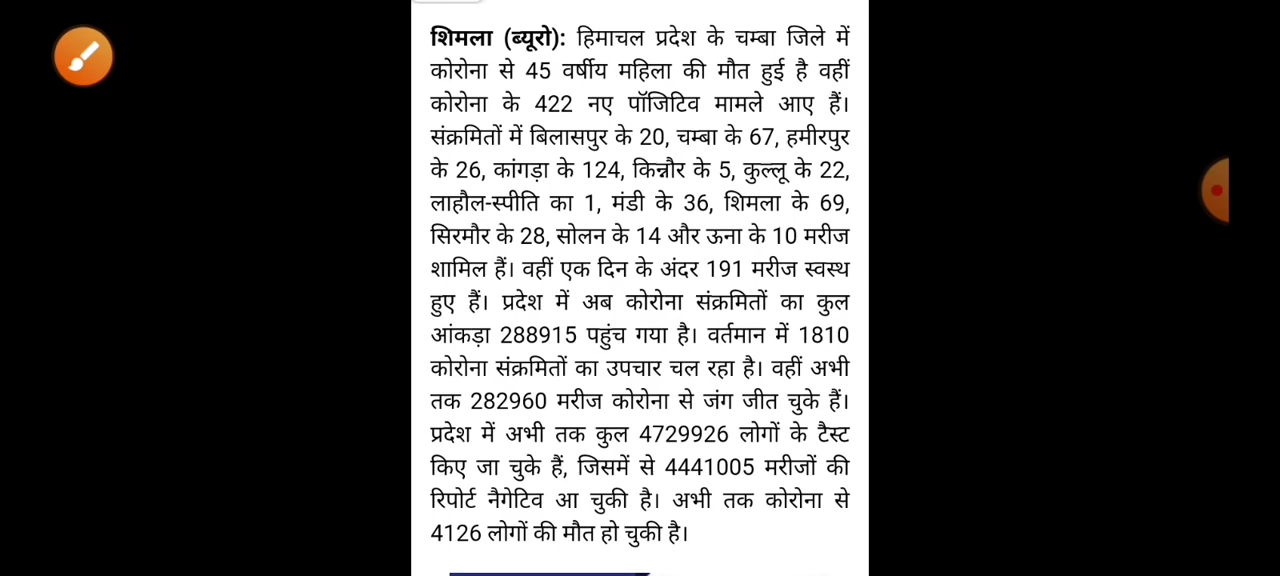 शिमला (ब्यूरो): हिमाचल प्रदेश के चम्बा जिले में
कोरोना से 45 वर्षीय महिला की मौत हुई है वहीं
कोरोना के 422 नए पॉजिटिव मामले आए हैं।
संक्रमितों में बिलासपुर के 20, चम्बा के 67, हमीरपुर
के 26, कांगड़ा के 124, किन्नौर के 5, कुल्लू के 22,
लाहौल-स्पीति का 1, मंडी के 36, शिमला के 69,
सिरमौर के 28, सोलन के 14 और ऊना के 10 मरीज
शामिल हैं। वहीं एक दिन के अंदर 191 मरीज स्वस्थ
हुए हैं। प्रदेश में अब कोरोना संक्रमितों का कुल
आंकड़ा 288915 पहुंच गया है। वर्तमान में 1810
कोरोना संक्रमितों का उपचार चल रहा है। वहीं अभी
तक 282960 मरीज कोरोना से जंग जीत चुके हैं।
प्रदेश में अभी तक कुल 4729926 लोगों के टैस्ट
किए जा चुके हैं, जिसमें से 4441005 मरीजों की
रिपोर्ट नैगेटिव आ चुकी है। अभी तक कोरोना से
4126 लोगों की मौत हो चुकी है।